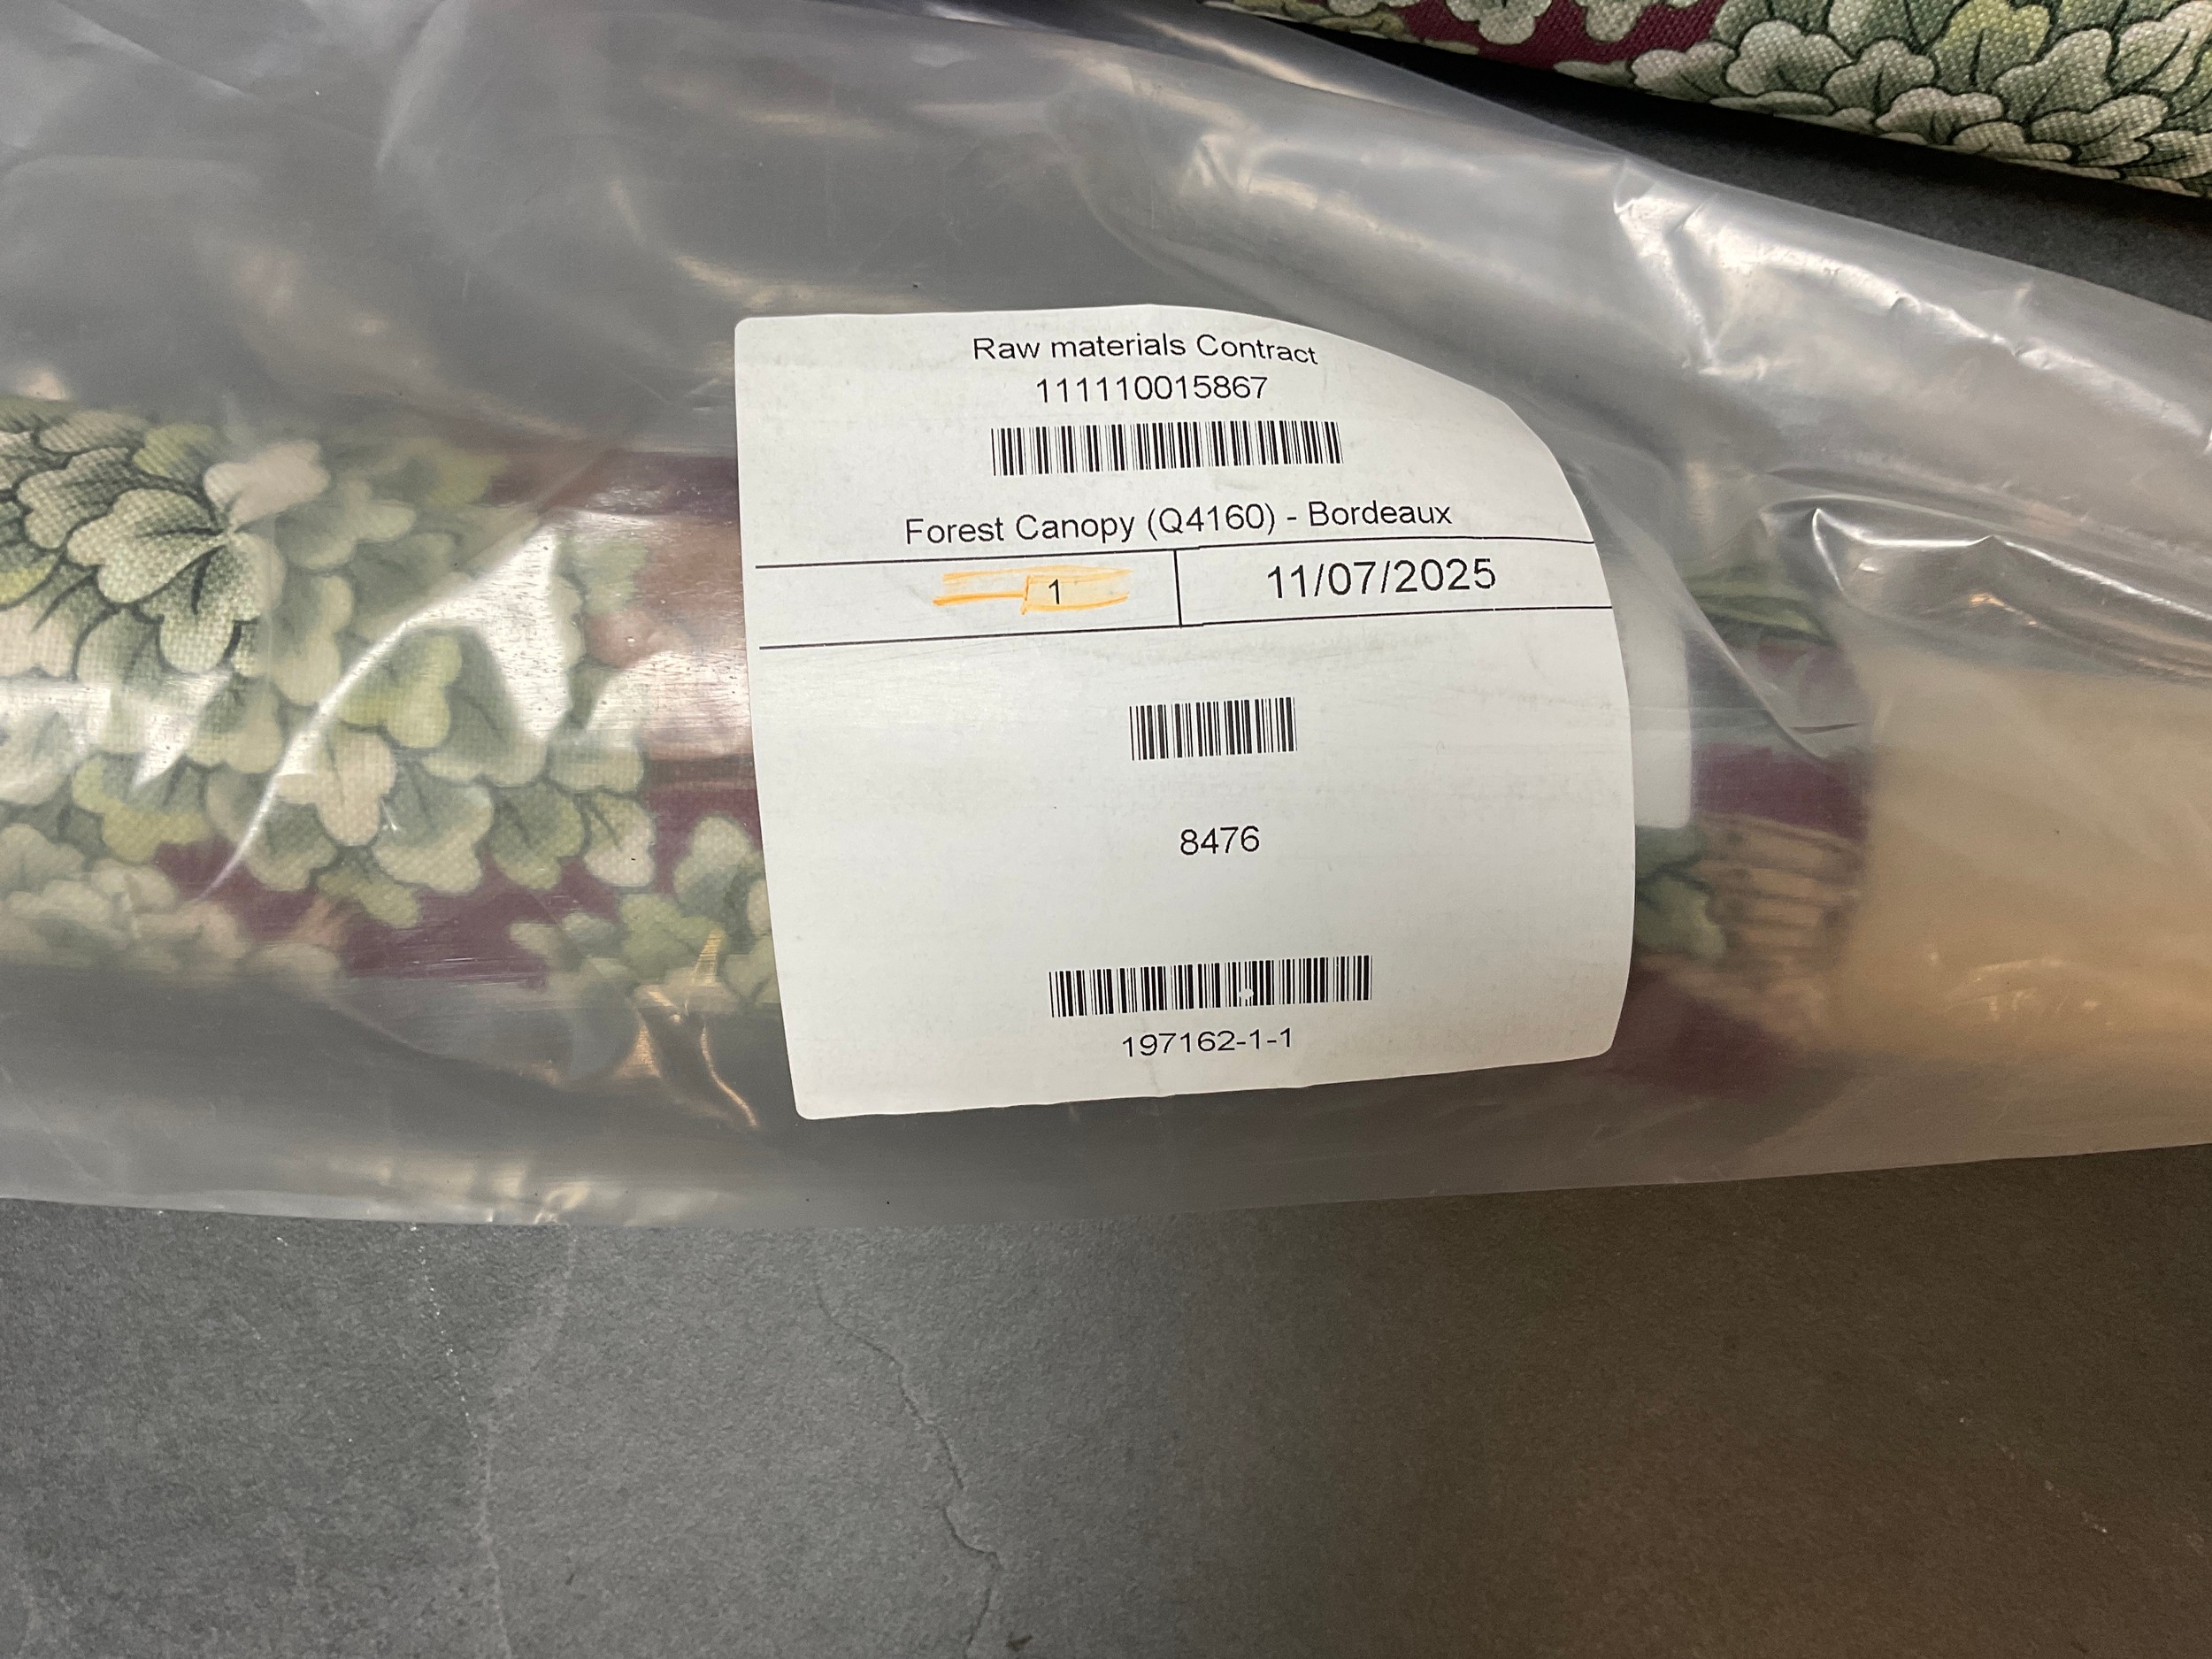 Raw materials Contract
111110015867
Forest Canopy (Q4160) - Bordeaux
1 11/07/2025
8476
197162-1-1